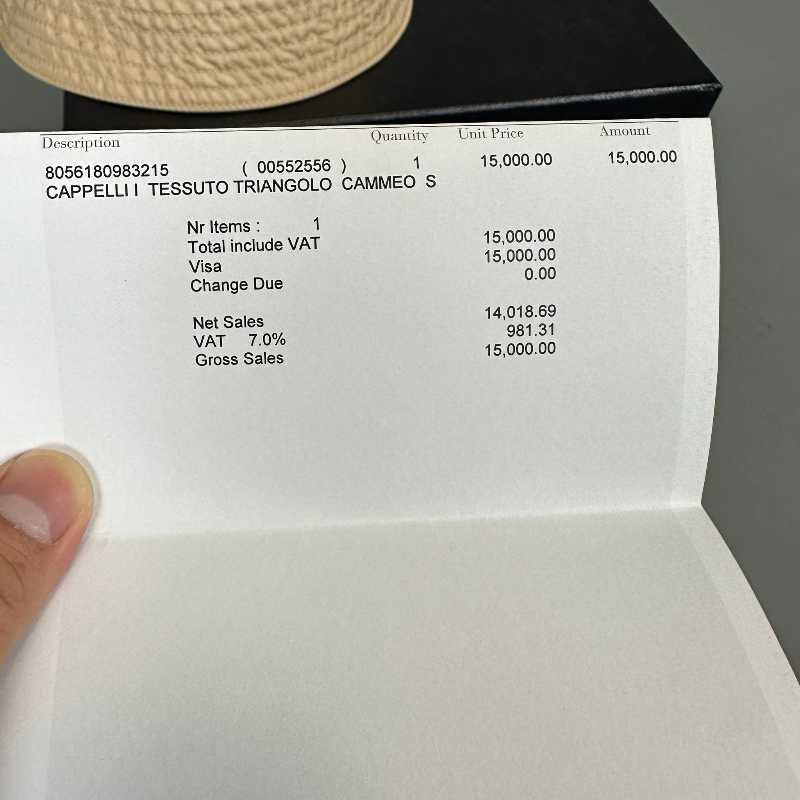 Description Quantity Unit Price Amount
8056180983215 ( 00552556 ) 1 15,000.00 15,000.00
CAPPELLI I TESSUTO TRIANGOLO CAMMEO S
Nr Items : 1
Total include VAT 15,000.00
Visa 15,000.00
Change Due 0.00
Net Sales 14,018.69
VAT 7.0% 981.31
Gross Sales 15,000.00